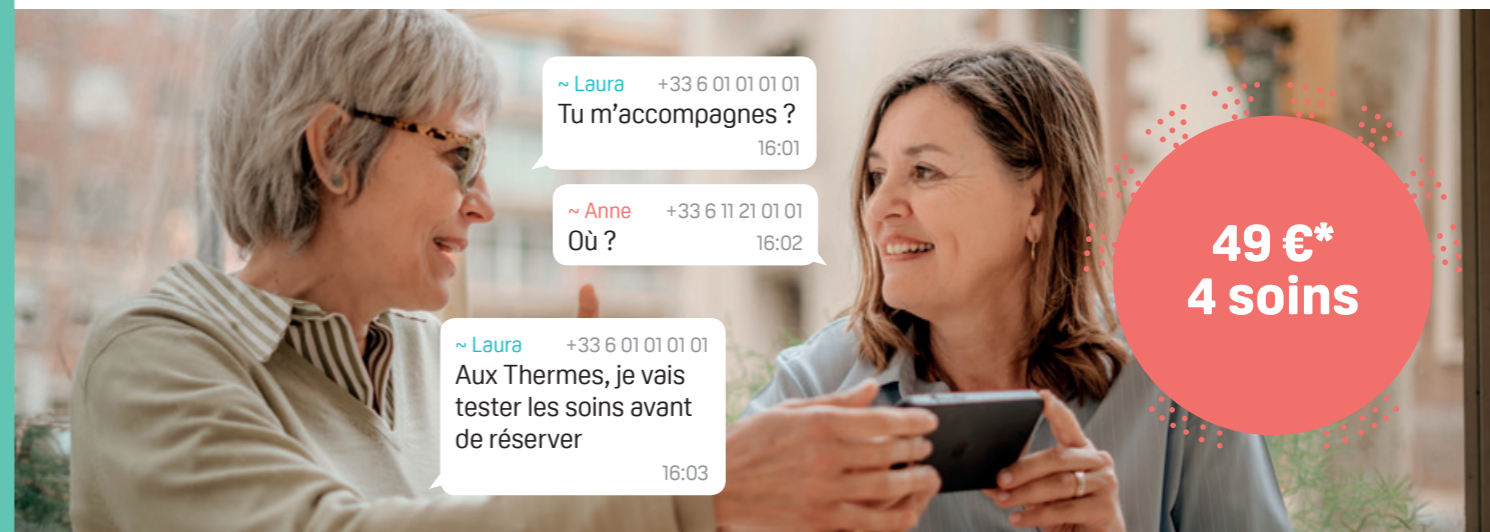 ~ Laura +33 6 01 01 01 01
Tu m’accompagnes ?
16:01
~ Anne +33 6 11 21 01 01
Où ? 16:02
~ Laura +33 6 01 01 01 01
Aux Thermes, je vais
tester les soins avant
de réserver
16:03
49 €*
4 soins